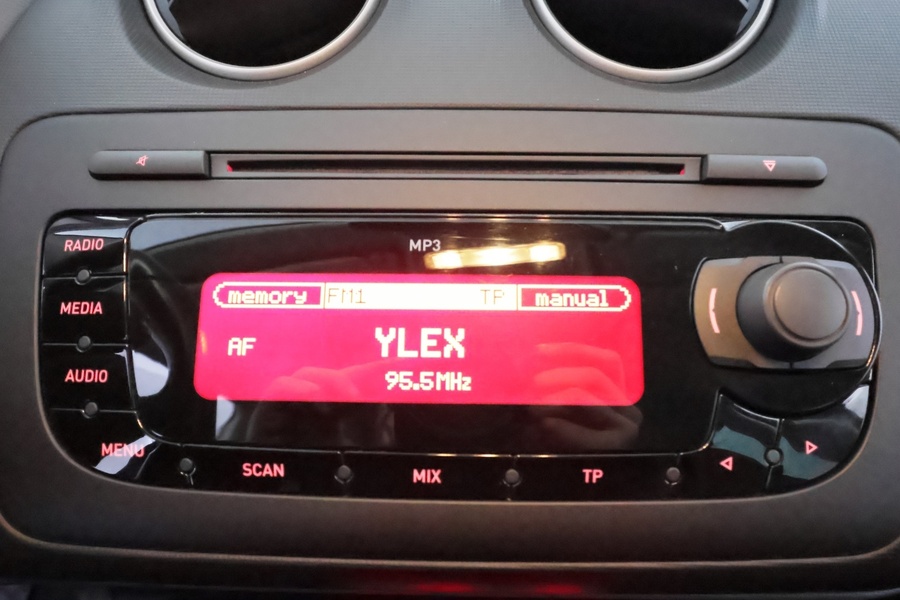 RADIO
MP3
MEDIA
memory FM1 TP manual
AF YLEX
95.5MHz
AUDIO
MENU
SCAN MIX TP